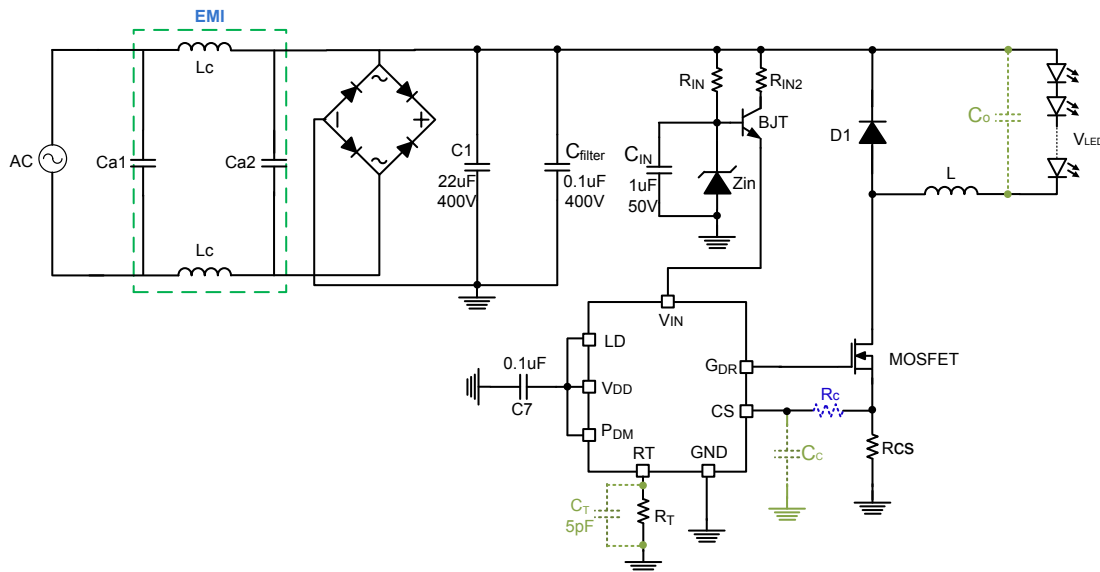 EMI
Lc
Lc
AC
Ca1
Ca2
C1
22uF
400V
Cfilter
0.1uF
400V
RIN
RIN2
BJT
CIN
1uF
50V
Zin
D1
L
Co
VLED
VIN
LD
VDD
PDM
RT
GND
GDR
CS
0.1uF
C7
MOSFET
Rc
Cc
RCS
CT
5pF
RT